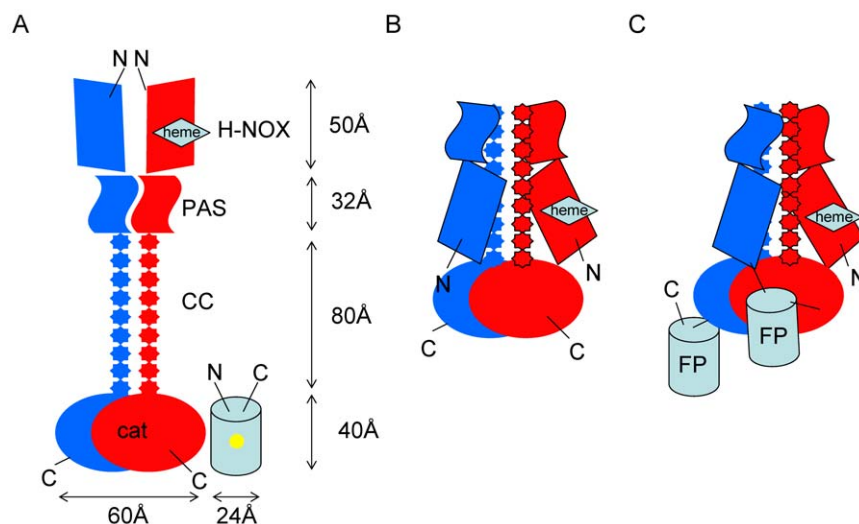 A
N N
heme
H-NOX
50Å
PAS
32Å
CC
80Å
N C
cat
40Å
C
C
60Å
24Å
B
heme
N
N
C
C
C
heme
N
C
FP
FP